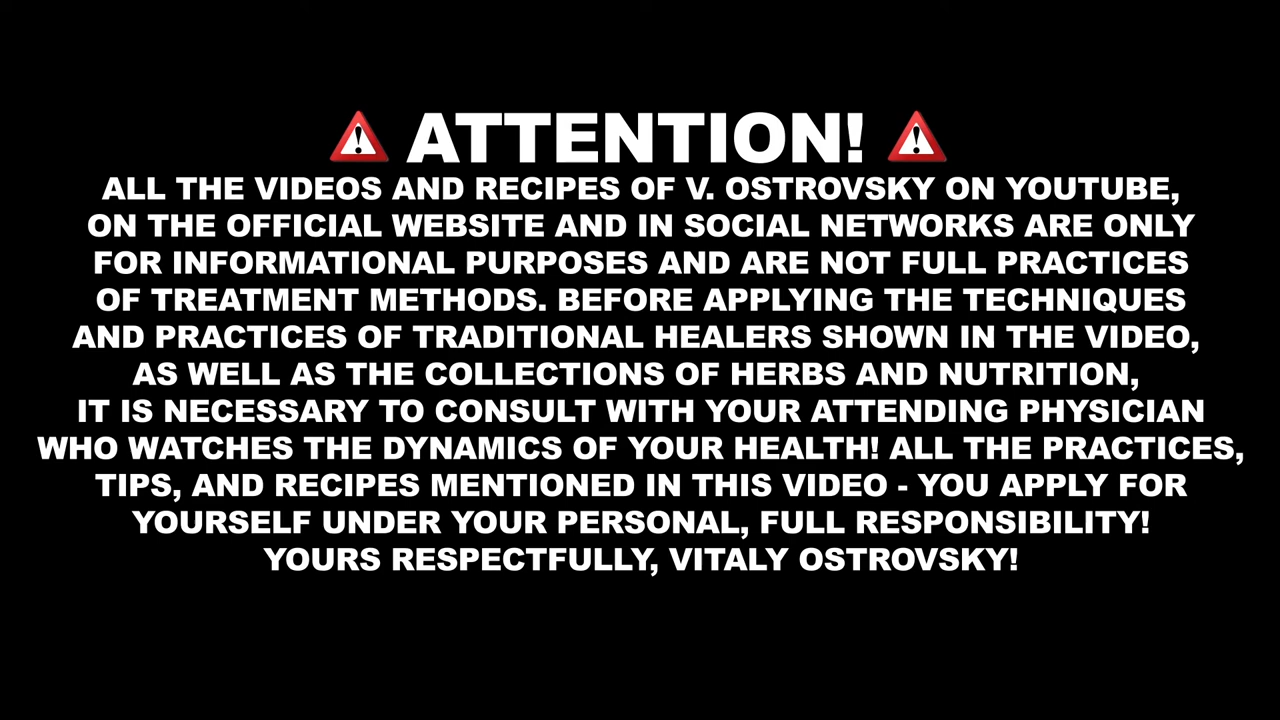 ATTENTION!
ALL THE VIDEOS AND RECIPES OF V. OSTROVSKY ON YOUTUBE,
ON THE OFFICIAL WEBSITE AND IN SOCIAL NETWORKS ARE ONLY
FOR INFORMATIONAL PURPOSES AND ARE NOT FULL PRACTICES
OF TREATMENT METHODS. BEFORE APPLYING THE TECHNIQUES
AND PRACTICES OF TRADITIONAL HEALERS SHOWN IN THE VIDEO,
AS WELL AS THE COLLECTIONS OF HERBS AND NUTRITION,
IT IS NECESSARY TO CONSULT WITH YOUR ATTENDING PHYSICIAN
WHO WATCHES THE DYNAMICS OF YOUR HEALTH! ALL THE PRACTICES,
TIPS, AND RECIPES MENTIONED IN THIS VIDEO - YOU APPLY FOR
YOURSELF UNDER YOUR PERSONAL, FULL RESPONSIBILITY!
YOURS RESPECTFULLY, VITALY OSTROVSKY!